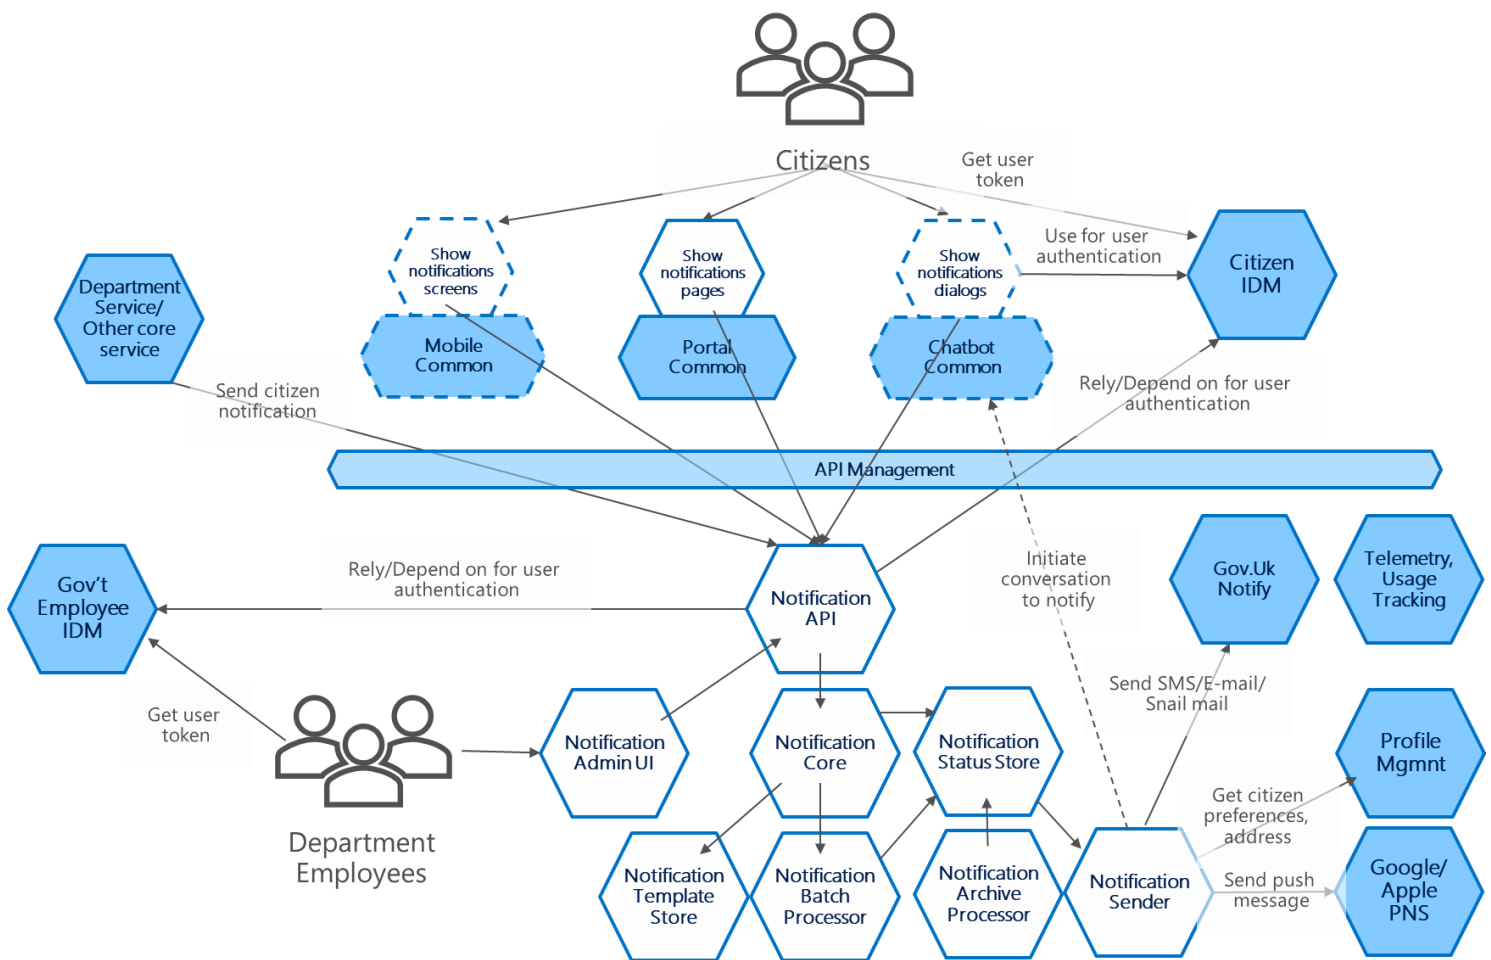 Citizens
Get user
token
Use for user
authentication
Show
notifications
screens
Show
notifications
pages
Show
notifications
dialogs
Citizen
IDM
Department
Service/
Other core
service
Mobile
Common
Portal
Common
Chatbot
Common
Send citizen
notification
Rely/Depend on for user
authentication
API Management
Gov't
Employee
IDM
Rely/Depend on for user
authentication
Notification
API
Initiate
conversation
to notify
Gov.Uk
Notify
Telemetry,
Usage
Tracking
Get user
token
Send SMS/E-mail/
Snail mail
Notification
Admin UI
Notification
Core
Notification
Status Store
Profile
Mgmnt
Get citizen
preferences,
address
Department
Employees
Notification
Template
Store
Notification
Batch
Processor
Notification
Archive
Processor
Notification
Sender
Send push
message
Google/
Apple
PNS